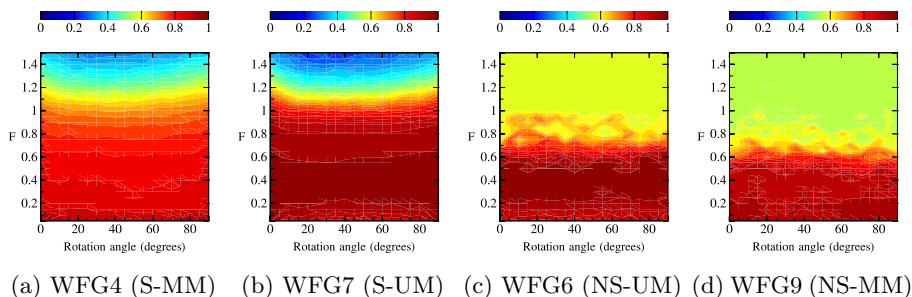 0 0.2 0.4 0.6 0.8 1
0 0.2 0.4 0.6 0.8 1
0 0.2 0.4 0.6 0.8 1
0 0.2 0.4 0.6 0.8 1
1.4
1.2
1
F 0.8
0.6
0.4
0.2
0 20 40 60 80
Rotation angle (degrees)
1.4
1.2
1
F 0.8
0.6
0.4
0.2
0 20 40 60 80
Rotation angle (degrees)
1.4
1.2
1
F 0.8
0.6
0.4
0.2
0 20 40 60 80
Rotation angle (degrees)
1.4
1.2
1
F 0.8
0.6
0.4
0.2
0 20 40 60 80
Rotation angle (degrees)
(a) WFG4 (S-MM)
(b) WFG7 (S-UM)
(c) WFG6 (NS-UM)
(d) WFG9 (NS-MM)